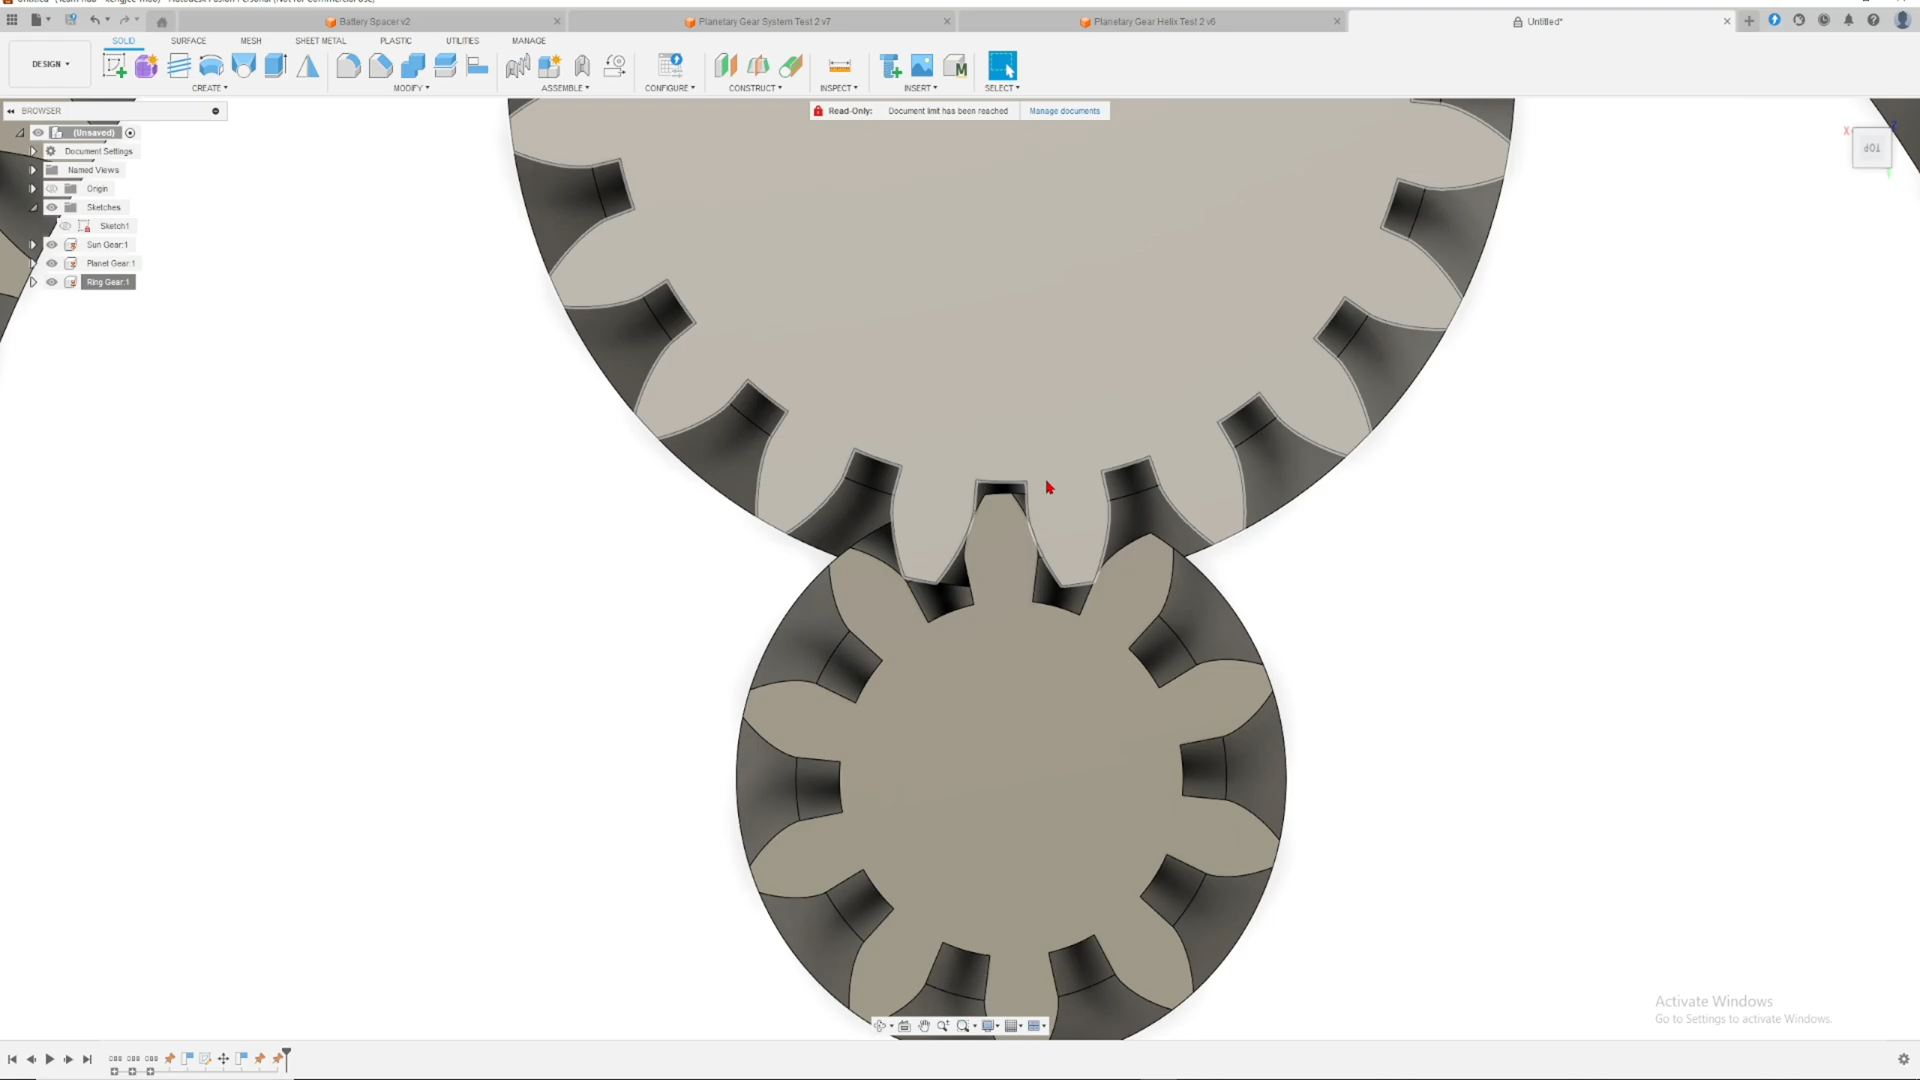 Battery Spacer v2
Planetary Gear System Test 2 v7
Planetary Gear Helix Test 2 v6
Untitled*
DESIGN
SOLID
SURFACE
MESH
SHEET METAL
PLASTIC
UTILITIES
MANAGE
CREATE
MODIFY
ASSEMBLE
CONFIGURE
CONSTRUCT
INSPECT
INSERT
SELECT
BROWSER
Read-Only: Document limit has been reached Manage documents
(Unsaved)
Document Settings
Named Views
Origin
Sketches
Sketch1
Sun Gear:1
Planet Gear:1
Ring Gear:1
X
Z
TOP
Activate Windows
Go to Settings to activate Windows.